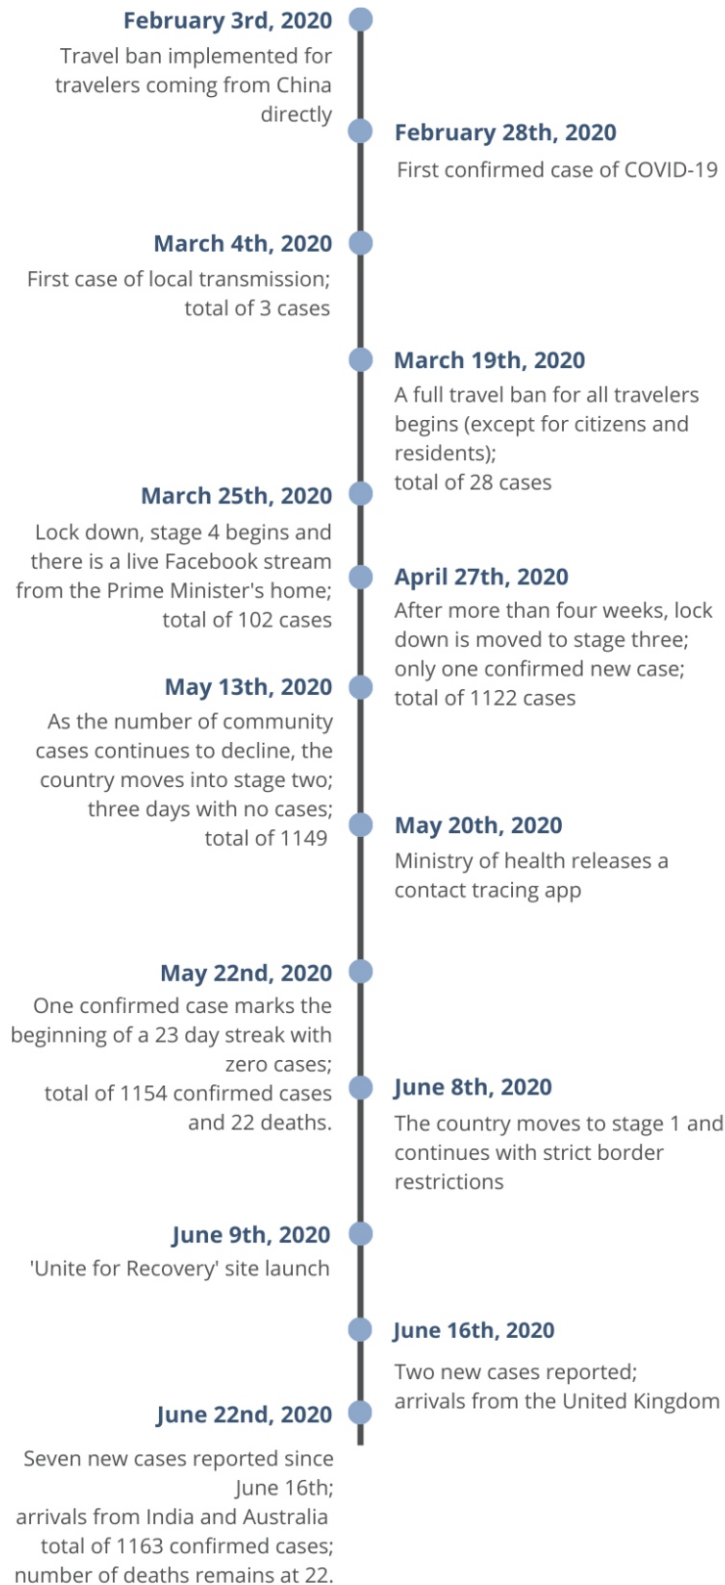 February 3rd, 2020
Travel ban implemented for
travelers coming from China
directly
February 28th, 2020
First confirmed case of COVID-19
March 4th, 2020
First case of local transmission;
total of 3 cases
March 19th, 2020
A full travel ban for all travelers
begins (except for citizens and
residents);
total of 28 cases
March 25th, 2020
Lock down, stage 4 begins and
there is a live Facebook stream
from the Prime Minister's home;
total of 102 cases
April 27th, 2020
After more than four weeks, lock
down is moved to stage three;
only one confirmed new case;
total of 1122 cases
May 13th, 2020
As the number of community
cases continues to decline, the
country moves into stage two;
three days with no cases;
total of 1149
May 20th, 2020
Ministry of health releases a
contact tracing app
May 22nd, 2020
One confirmed case marks the
beginning of a 23 day streak with
zero cases;
total of 1154 confirmed cases
and 22 deaths.
June 8th, 2020
The country moves to stage 1 and
continues with strict border
restrictions
June 9th, 2020
'Unite for Recovery' site launch
June 16th, 2020
Two new cases reported;
arrivals from the United Kingdom
June 22nd, 2020
Seven new cases reported since
June 16th;
arrivals from India and Australia
total of 1163 confirmed cases;
number of deaths remains at 22.